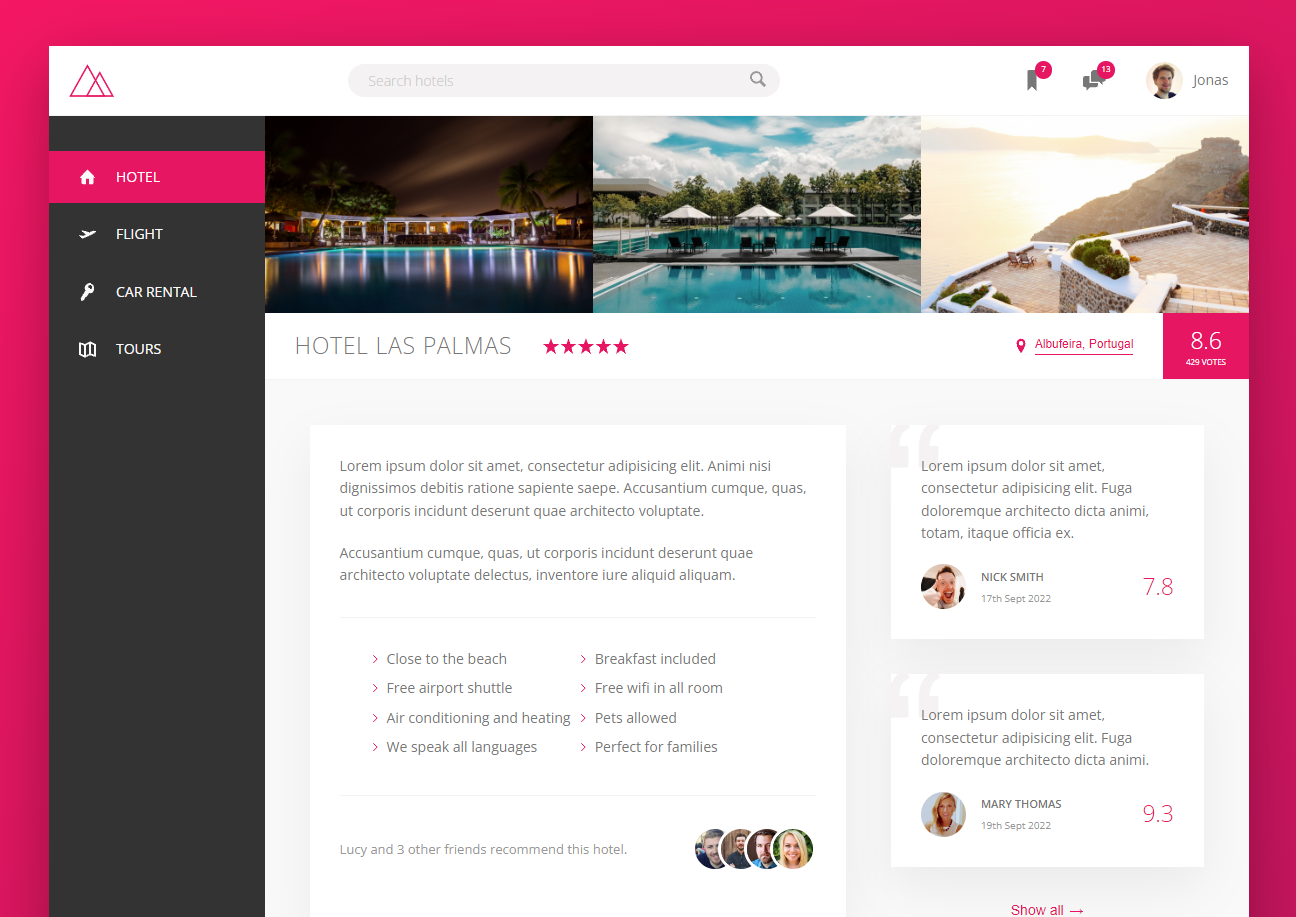 Search hotels
7
13
Jonas
HOTEL
FLIGHT
CAR RENTAL
TOURS
HOTEL LAS PALMAS
Albufeira, Portugal
8.6
429 VOTES
Lorem ipsum dolor sit amet, consectetur adipisicing elit. Animi nisi
dignissimos debitis ratione sapiente saepe. Accusantium cumque, quas,
ut corporis incidunt deserunt quae architecto voluptate.
Accusantium cumque, quas, ut corporis incidunt deserunt quae
architecto voluptate delectus, inventore iure aliquid aliquam.
Close to the beach
Free airport shuttle
Air conditioning and heating
We speak all languages
Breakfast included
Free wifi in all room
Pets allowed
Perfect for families
Lucy and 3 other friends recommend this hotel.
“
Lorem ipsum dolor sit amet,
consectetur adipisicing elit. Fuga
doloremque architecto dicta animi,
totam, itaque officia ex.
NICK SMITH
17th Sept 2022
7.8
“
Lorem ipsum dolor sit amet,
consectetur adipisicing elit. Fuga
doloremque architecto dicta animi.
MARY THOMAS
19th Sept 2022
9.3
Show all →